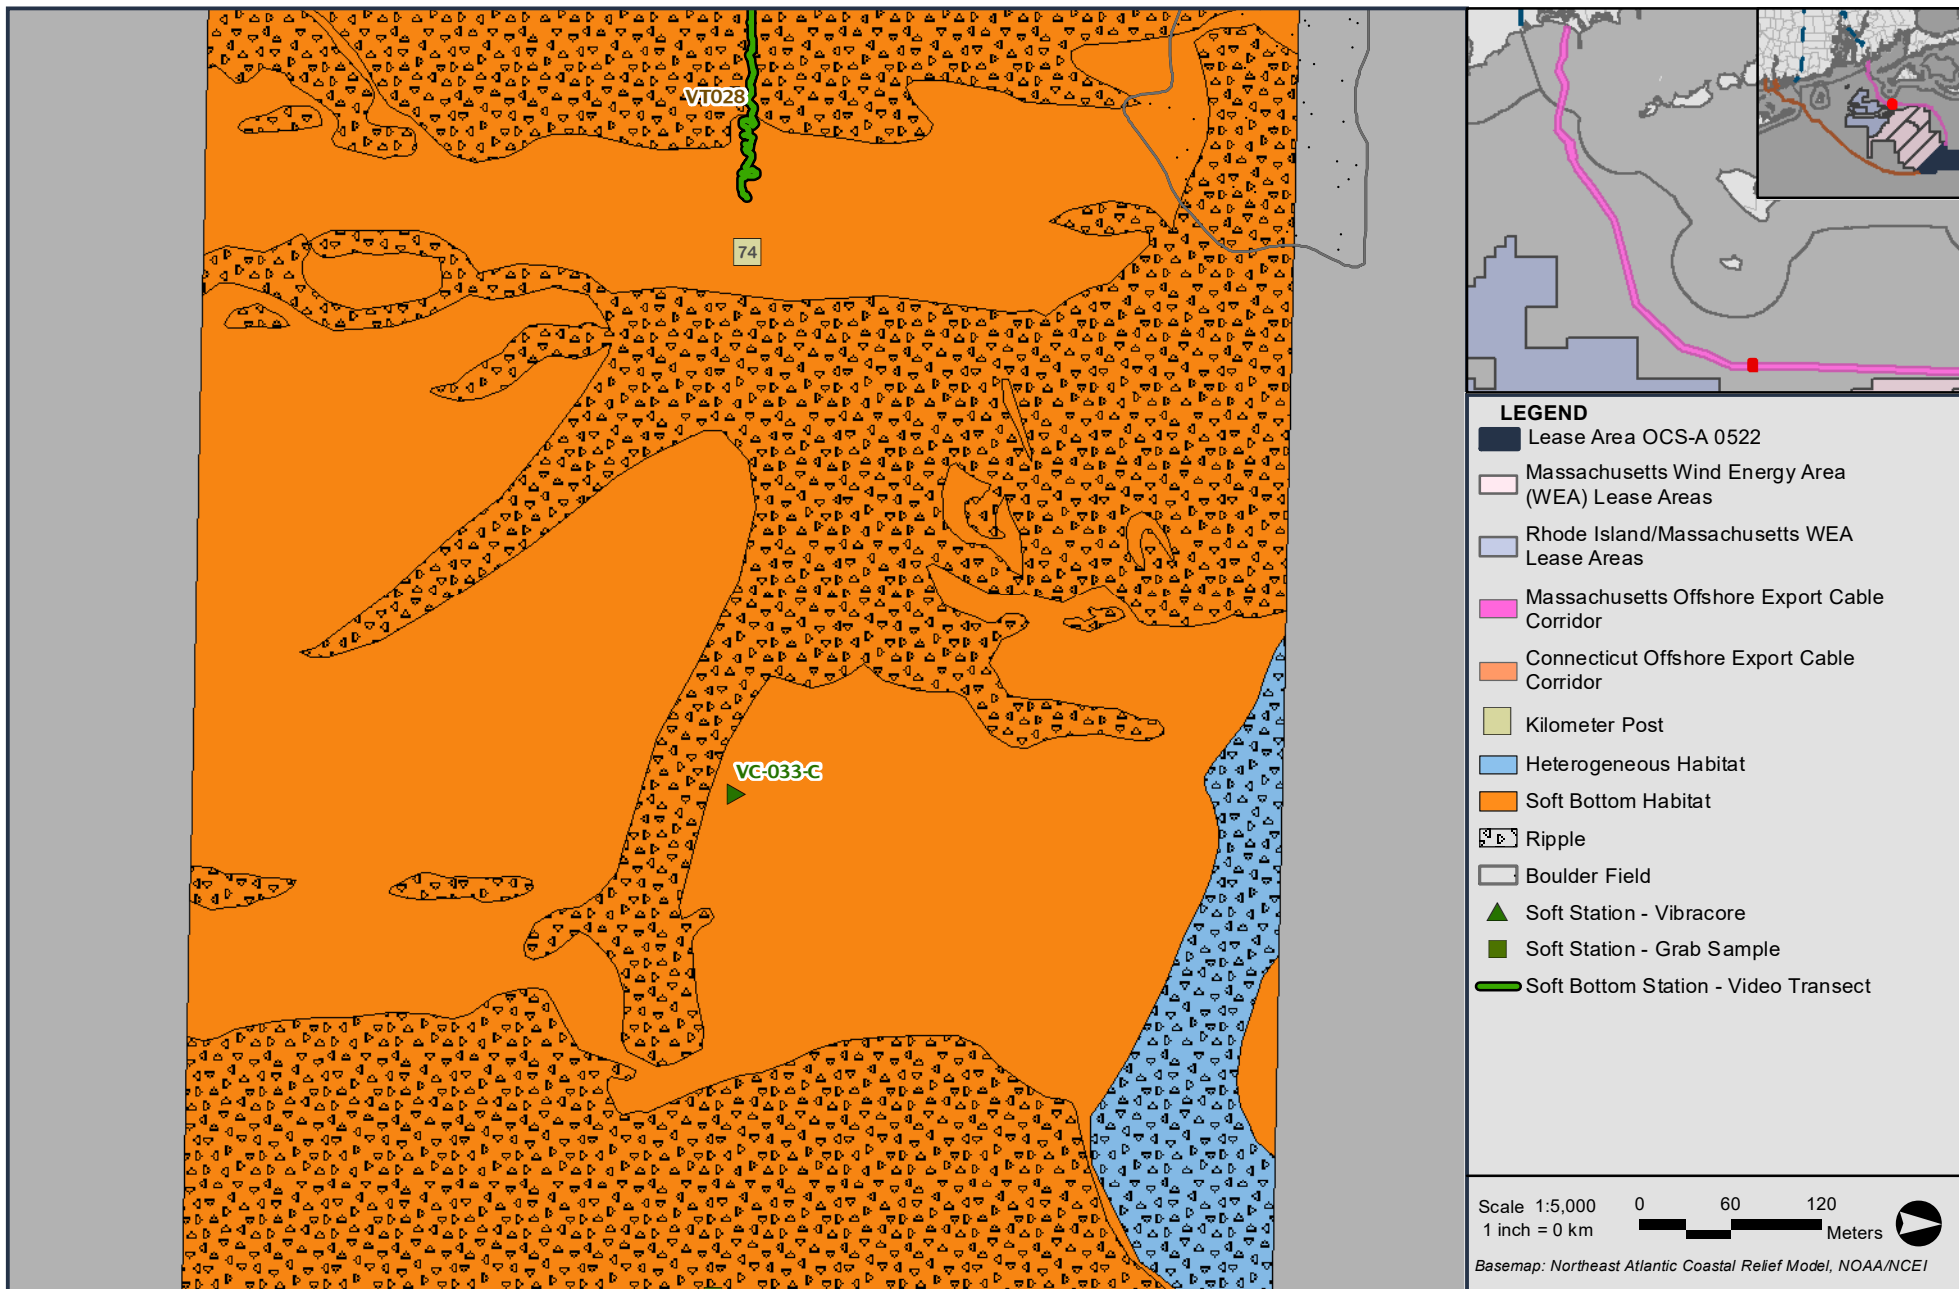 VT028
74
VC-033-C
LEGEND
Lease Area OCS-A 0522
Massachusetts Wind Energy Area
(WEA) Lease Areas
Rhode Island/Massachusetts WEA
Lease Areas
Massachusetts Offshore Export Cable
Corridor
Connecticut Offshore Export Cable
Corridor
Kilometer Post
Heterogeneous Habitat
Soft Bottom Habitat
Ripple
Boulder Field
Soft Station - Vibracore
Soft Station - Grab Sample
Soft Bottom Station - Video Transect
Scale 1:5,000
1 inch = 0 km
0 60 120
Meters
Basemap: Northeast Atlantic Coastal Relief Model, NOAA/NCEI